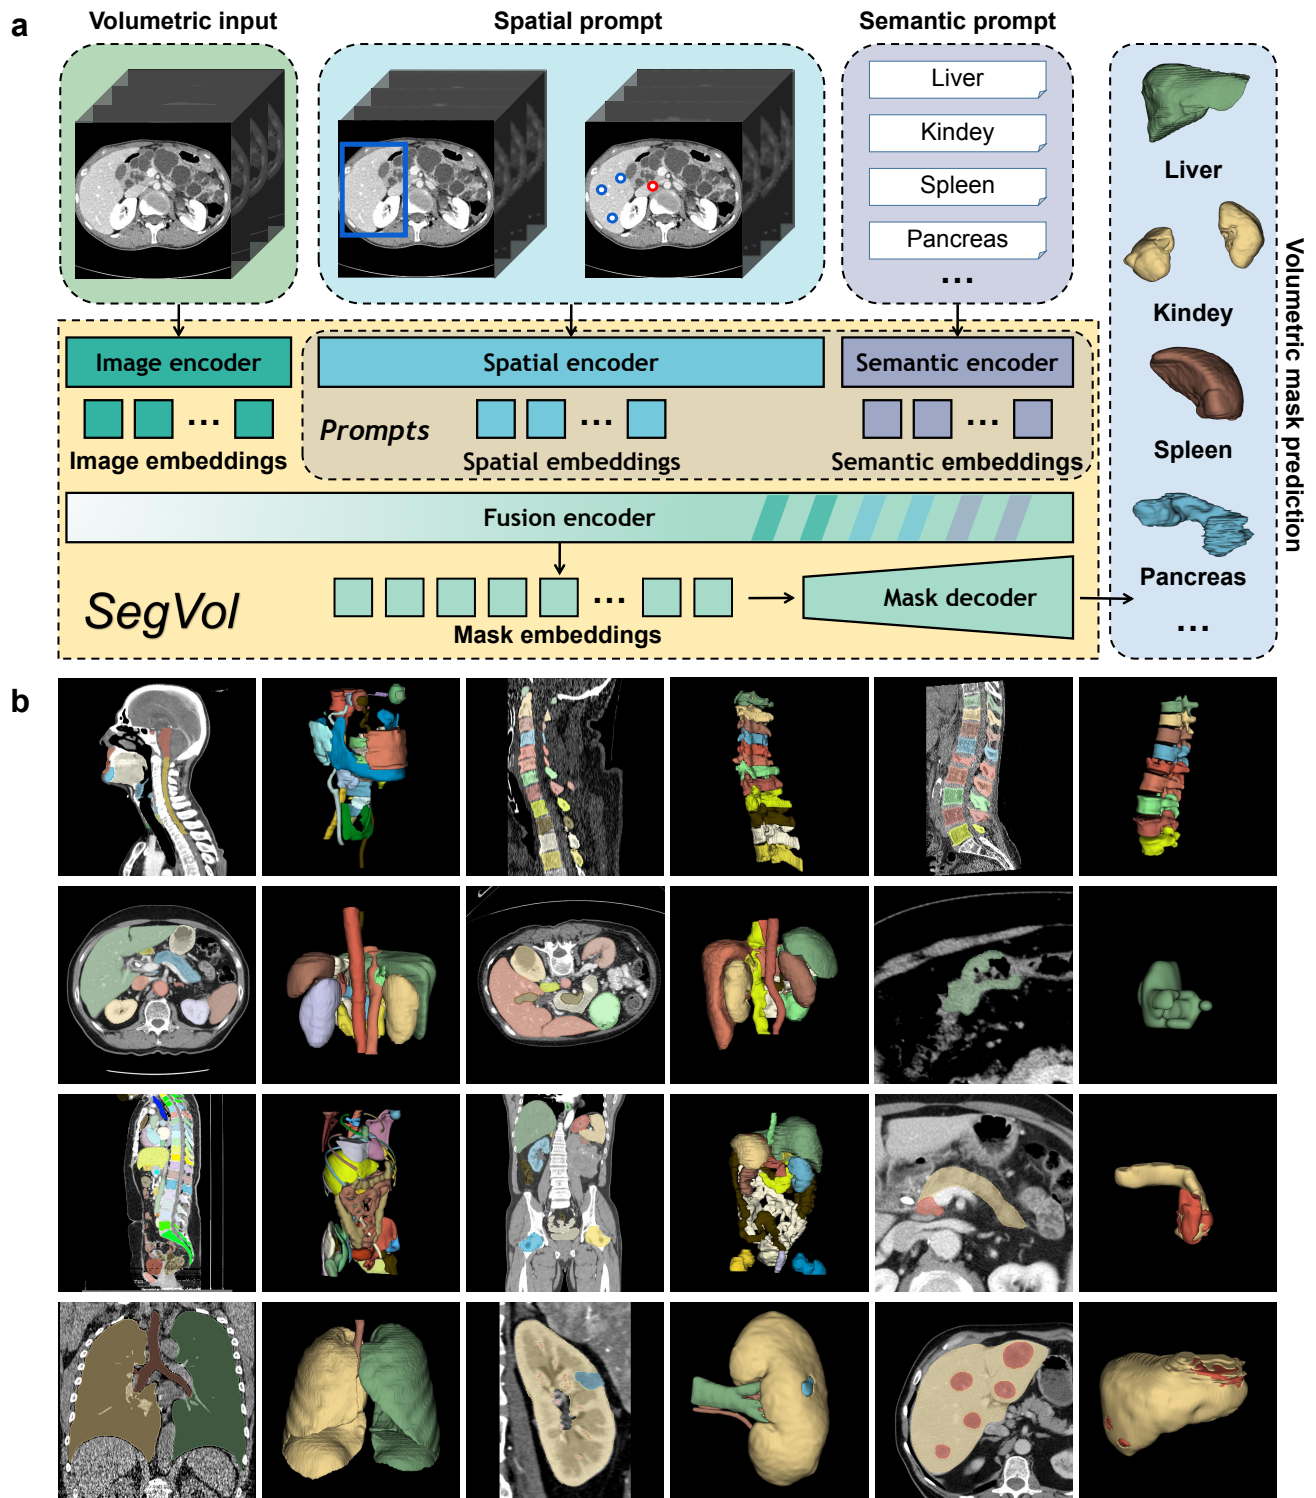 a
Volumetric input
Spatial prompt
Semantic prompt
Liver
Kindey
Spleen
Pancreas
...
Liver
Kindey
Spleen
Pancreas
...
Volumetric mask prediction
Image encoder
Spatial encoder
Semantic encoder
...
Prompts
...
...
Image embeddings
Spatial embeddings
Semantic embeddings
Fusion encoder
SegVol
...
Mask decoder
Mask embeddings
b